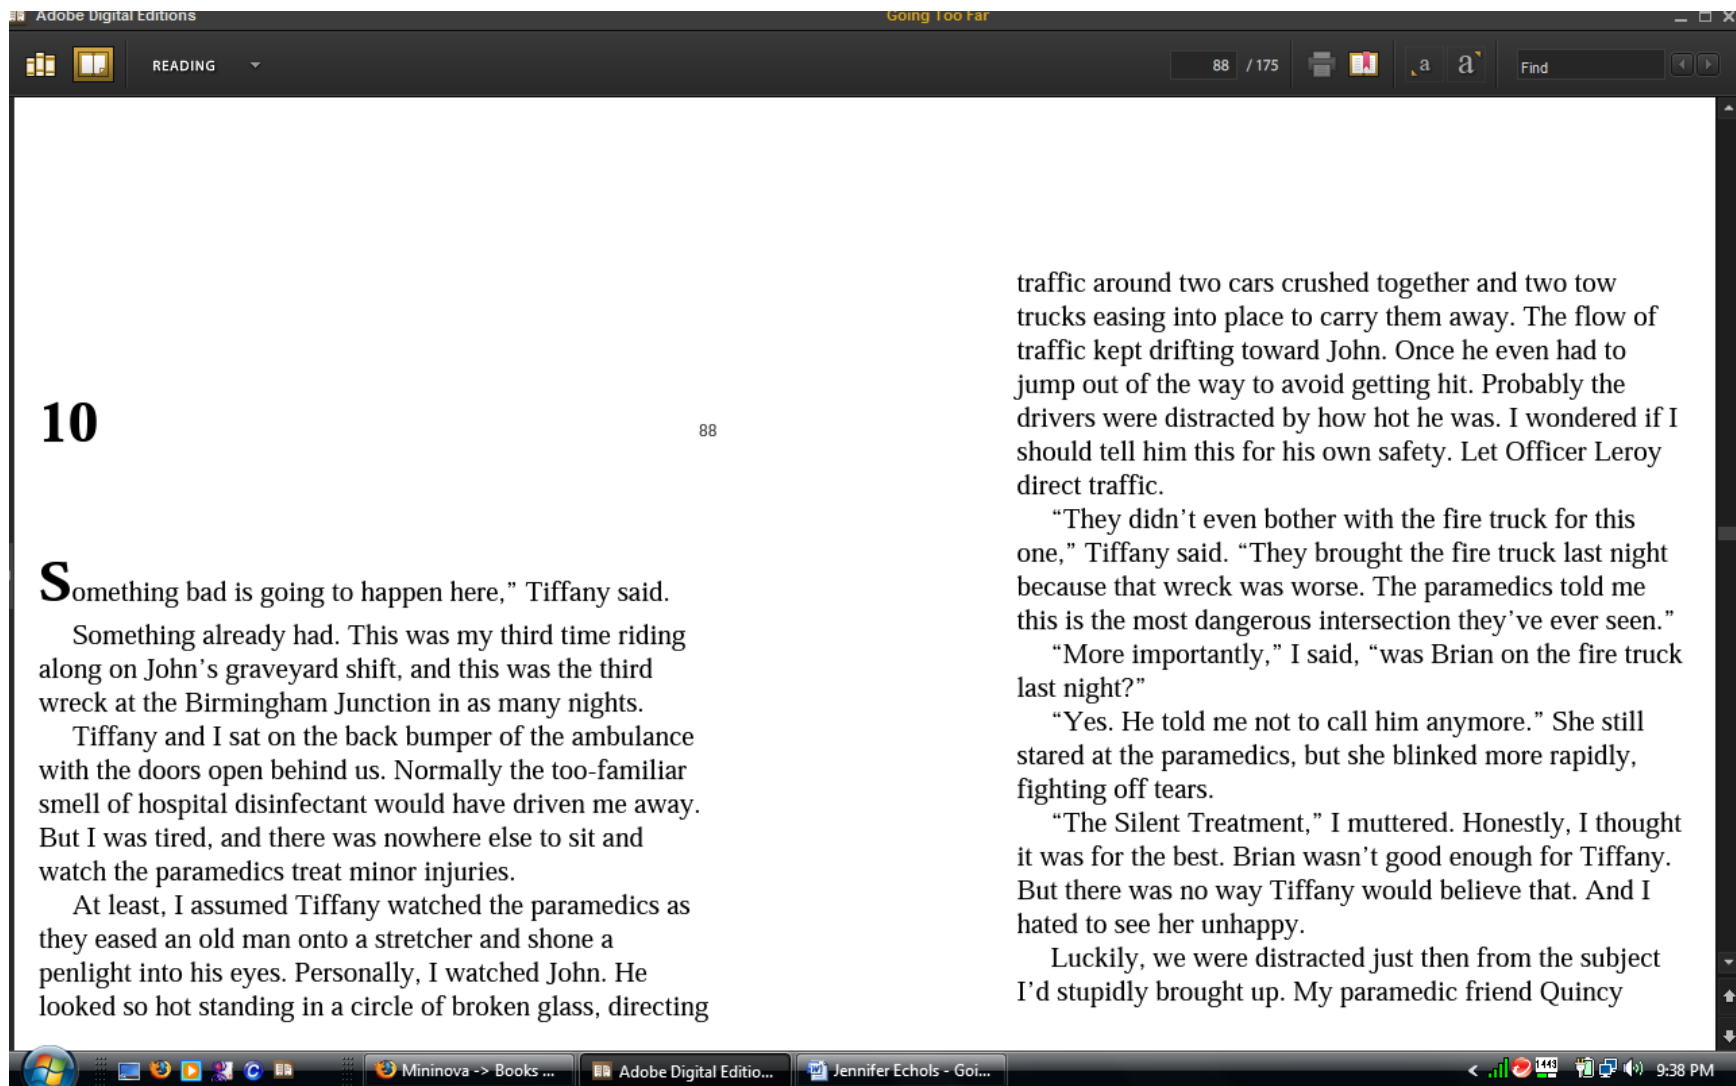 Adobe Digital Editions
Going Too Far
READING
88 / 175
a
a
Find
10
88
Something bad is going to happen here,” Tiffany said.
Something already had. This was my third time riding
along on John’s graveyard shift, and this was the third
wreck at the Birmingham Junction in as many nights.
Tiffany and I sat on the back bumper of the ambulance
with the doors open behind us. Normally the too-familiar
smell of hospital disinfectant would have driven me away.
But I was tired, and there was nowhere else to sit and
watch the paramedics treat minor injuries.
At least, I assumed Tiffany watched the paramedics as
they eased an old man onto a stretcher and shone a
penlight into his eyes. Personally, I watched John. He
looked so hot standing in a circle of broken glass, directing
traffic around two cars crushed together and two tow
trucks easing into place to carry them away. The flow of
traffic kept drifting toward John. Once he even had to
jump out of the way to avoid getting hit. Probably the
drivers were distracted by how hot he was. I wondered if I
should tell him this for his own safety. Let Officer Leroy
direct traffic.
“They didn’t even bother with the fire truck for this
one,” Tiffany said. “They brought the fire truck last night
because that wreck was worse. The paramedics told me
this is the most dangerous intersection they’ve ever seen.”
“More importantly,” I said, “was Brian on the fire truck
last night?”
“Yes. He told me not to call him anymore.” She still
stared at the paramedics, but she blinked more rapidly,
fighting off tears.
“The Silent Treatment,” I muttered. Honestly, I thought
it was for the best. Brian wasn’t good enough for Tiffany.
But there was no way Tiffany would believe that. And I
hated to see her unhappy.
Luckily, we were distracted just then from the subject
I’d stupidly brought up. My paramedic friend Quincy
Mininova -> Books ...
Adobe Digital Editio...
Jennifer Echols - Goi...
9:38 PM